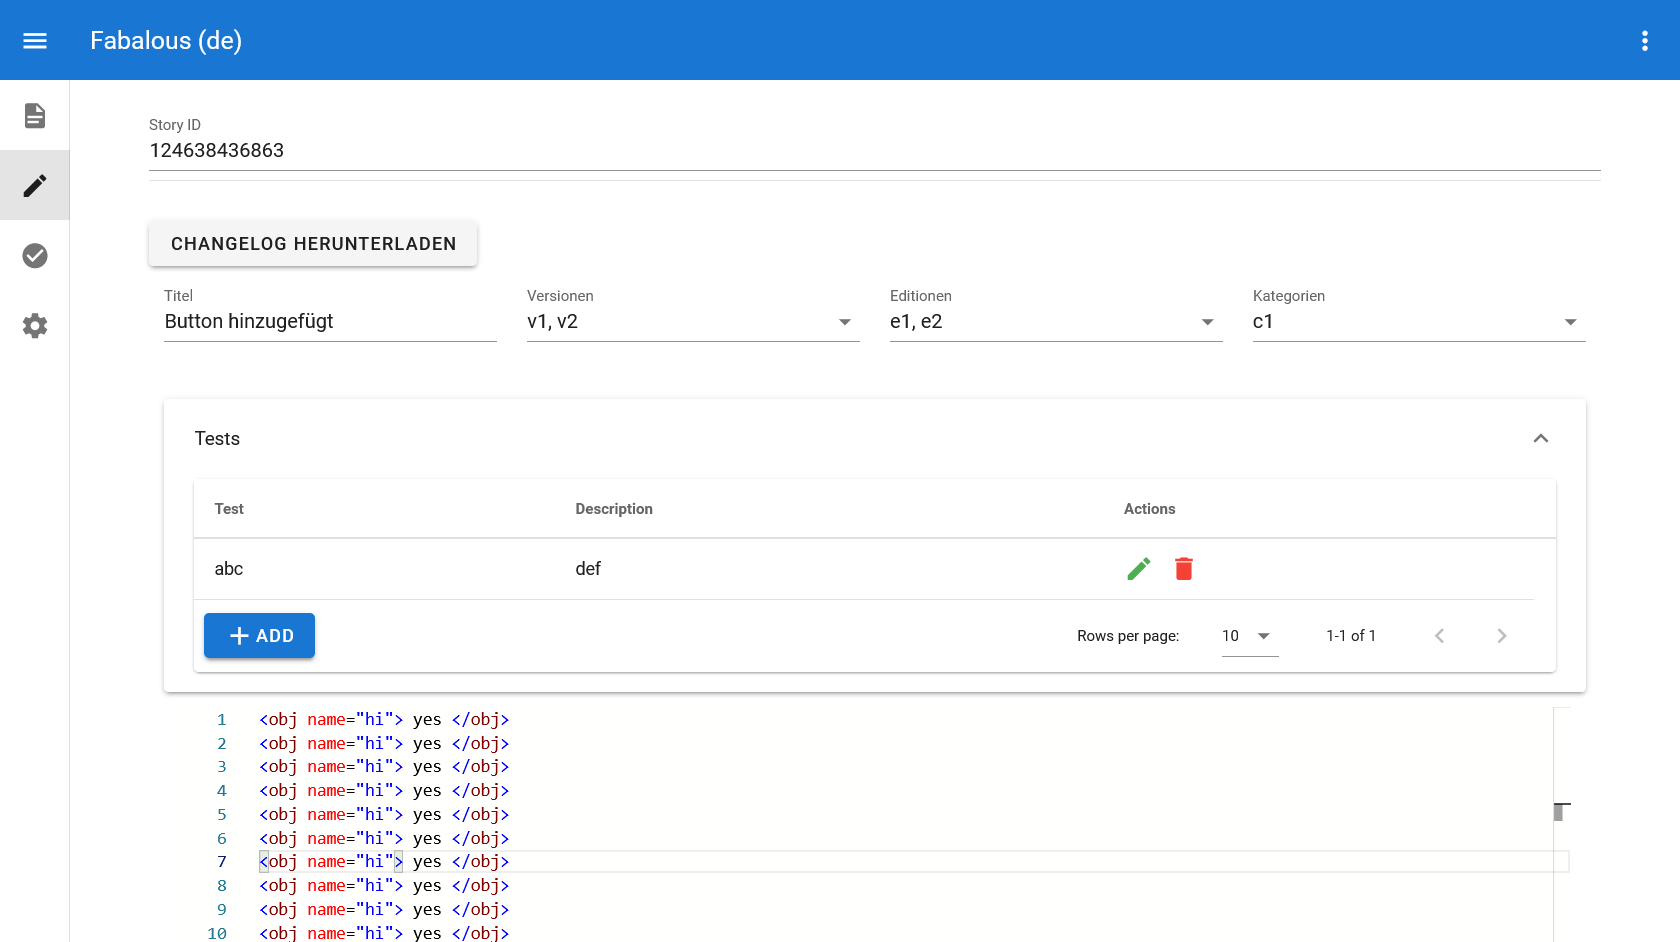 Fabalous (de)
Story ID
124638436863
CHANGELOG HERUNTERLADEN
Titel Versionen Editionen Kategorien
Button hinzugefügt v1, v2 e1, e2 c1
Tests
Test Description Actions
abc def
ADD Rows per page: 10 1-1 of 1
1 <obj name="hi"> yes </obj>
2 <obj name="hi"> yes </obj>
3 <obj name="hi"> yes </obj>
4 <obj name="hi"> yes </obj>
5 <obj name="hi"> yes </obj>
6 <obj name="hi"> yes </obj>
7 <obj name="hi"> yes </obj>
8 <obj name="hi"> yes </obj>
9 <obj name="hi"> yes </obj>
10 <obj name="hi"> yes </obj>